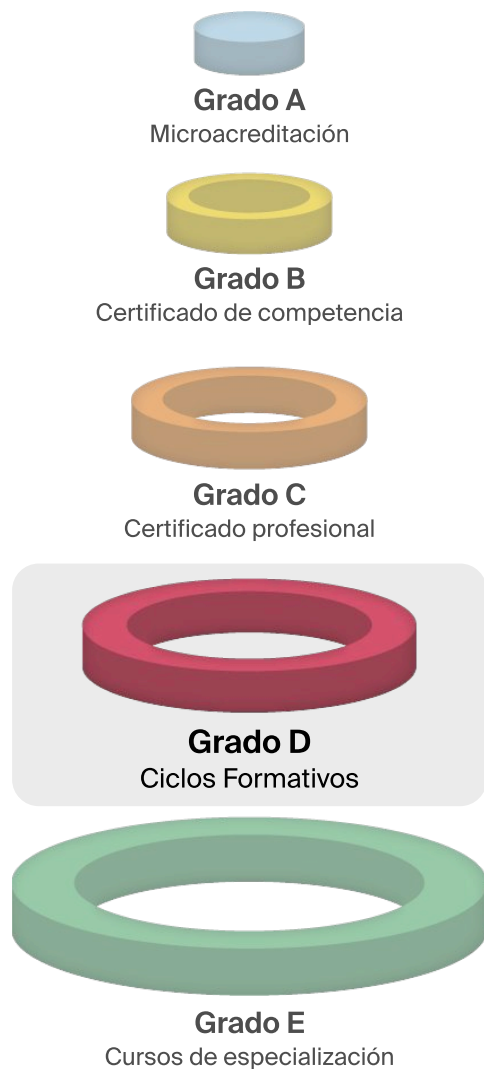 Grado A
Microacreditación
Grado B
Certificado de competencia
Grado C
Certificado profesional
Grado D
Ciclos Formativos
Grado E
Cursos de especialización